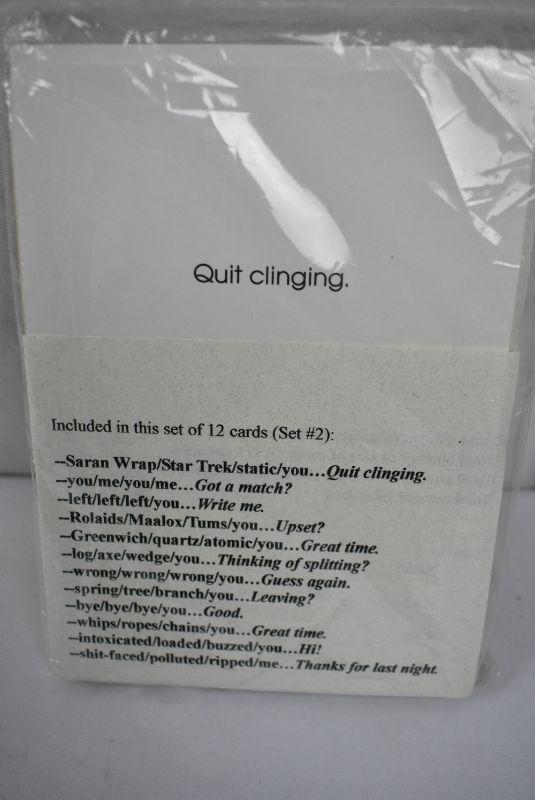 Quit clinging.
Included in this set of 12 cards (Set #2):
--Saran Wrap/Star Trek/static/you...Quit clinging.
--you/me/you/me...Got a match?
--left/left/left/you...Write me.
--Rolaids/Maalox/Tums/you...Upset?
--Greenwich/quartz/atomic/you...Great time.
--log/axe/wedge/you...Thinking of splitting?
--wrong/wrong/wrong/you...Guess again.
--spring/tree/branch/you...Leaving?
--bye/bye/bye/you...Good.
--whips/ropes/chains/you...Great time.
--intoxicated/loaded/buzzed/you...Hi!
--shit-faced/polluted/ripped/me...Thanks for last night.